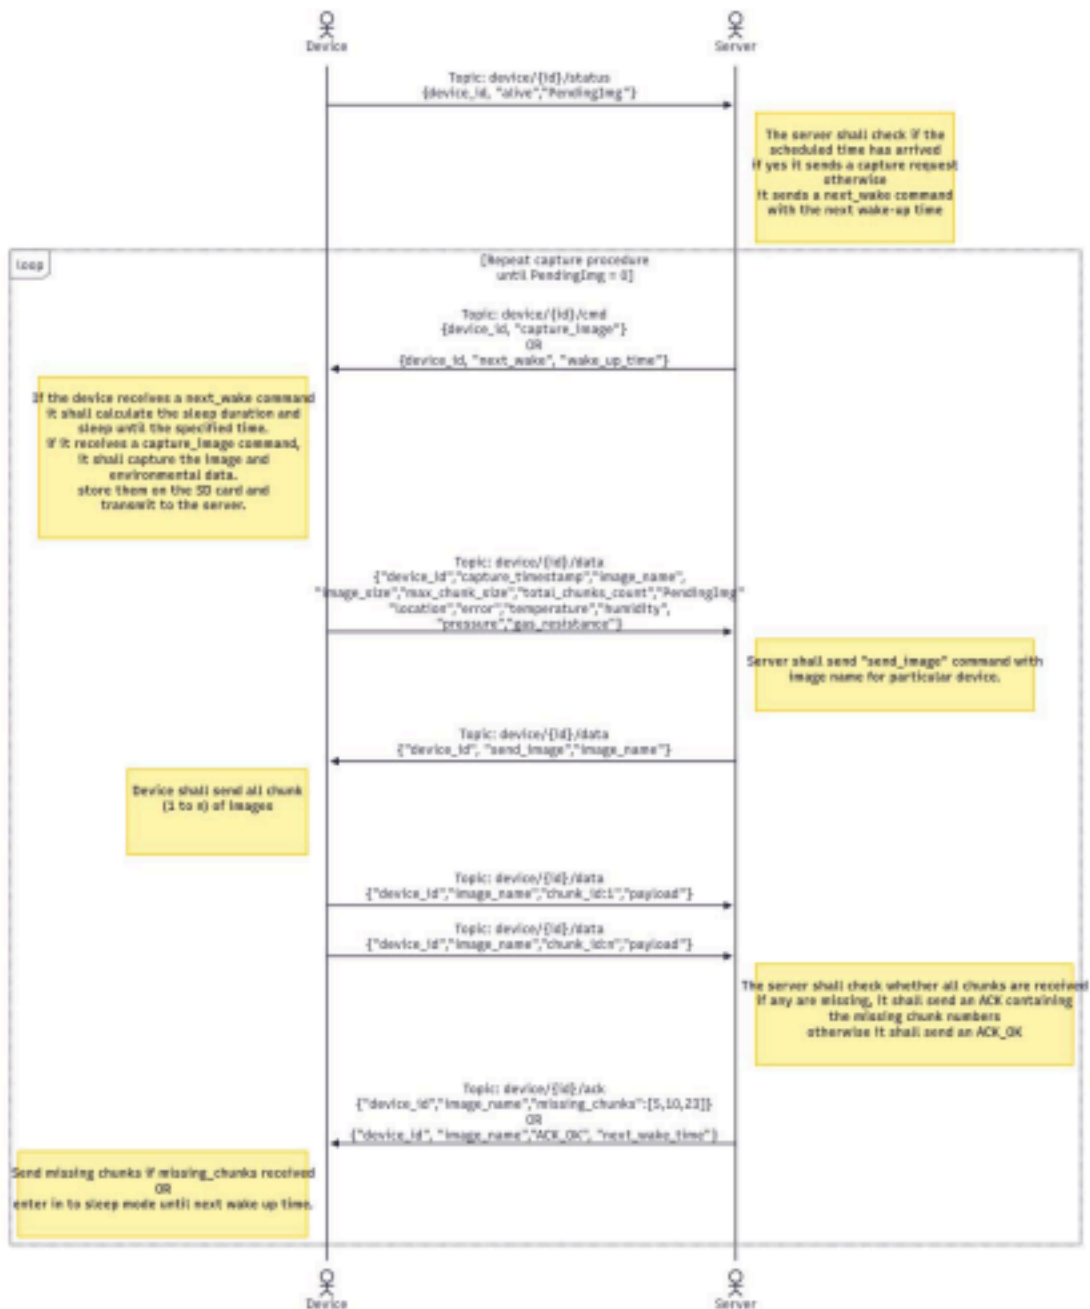 Device
Server
Topic: device/{id}/status
{device_id, "alive","PendingImg"}
The server shall check if the
scheduled time has arrived
if yes it sends a capture request
otherwise
it sends a next_wake command
with the next wake-up time
loop
[Repeat capture procedure
until PendingImg = 0]
Topic: device/{id}/cmd
{device_id, "capture_image"}
OR
{device_id, "next_wake", "wake_up_time"}
If the device receives a next_wake command
it shall calculate the sleep duration and
sleep until the specified time.
if it receives a capture_image command,
it shall capture the image and
environmental data.
store them on the SD card and
transmit to the server.
Topic: device/{id}/data
{"device_id","capture_timestamp","image_name",
"image_size","max_chunk_size","total_chunks_count","PendingImg"
"location","error","temperature","humidity",
"pressure","gas_resistance"}
Server shall send "send_image" command with
image name for particular device.
Topic: device/{id}/data
{"device_id", "send_image","image_name"}
Device shall send all chunk
(1 to n) of images
Topic: device/{id}/data
{"device_id","image_name","chunk_id:1","payload"}
Topic: device/{id}/data
{"device_id","image_name","chunk_id:n","payload"}
The server shall check whether all chunks are received
if any are missing, it shall send an ACK containing
the missing chunk numbers
otherwise it shall send an ACK_OK
Topic: device/{id}/ack
{"device_id","image_name","missing_chunks":[5,10,23]}
OR
{"device_id", "image_name","ACK_OK", "next_wake_time"}
Send missing chunks if missing_chunks received
OR
enter in to sleep mode until next wake up time.
Device
Server